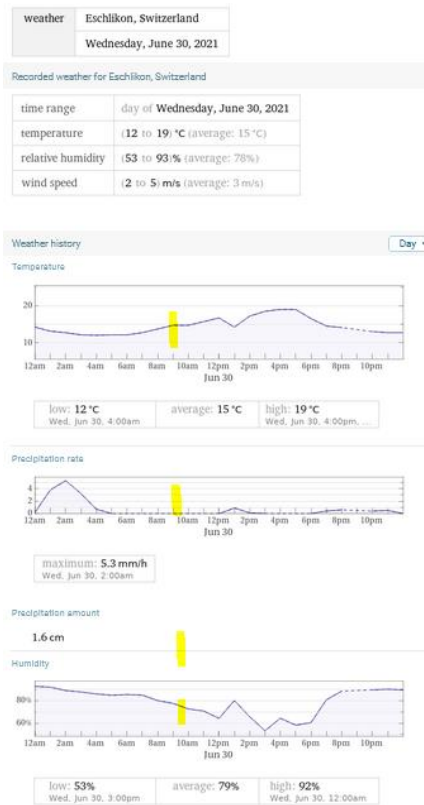 weather
Eschlikon, Switzerland
Wednesday, June 30, 2021
Recorded weather for Eschlikon, Switzerland
time range day of Wednesday, June 30, 2021
temperature (12 to 19) °C (average: 15 °C)
relative humidity (53 to 93)% (average: 78%)
wind speed (2 to 5) m/s (average: 3 m/s)
Weather history Day
Temperature
20
10
12am 2am 4am 6am 8am 10am 12pm 2pm 4pm 6pm 8pm 10pm
Jun 30
low: 12 °C average: 15 °C high: 19 °C
Wed, Jun 30, 4:00am Wed, Jun 30, 4:00pm, ...
Precipitation rate
4
2
0
12am 2am 4am 6am 8am 10am 12pm 2pm 4pm 6pm 8pm 10pm
Jun 30
maximum: 5.3 mm/h
Wed, Jun 30, 2:00am
Precipitation amount
1.6 cm
Humidity
80%
60%
12am 2am 4am 6am 8am 10am 12pm 2pm 4pm 6pm 8pm 10pm
Jun 30
low: 53% average: 79% high: 92%
Wed, Jun 30, 3:00pm Wed, Jun 30, 12:00am